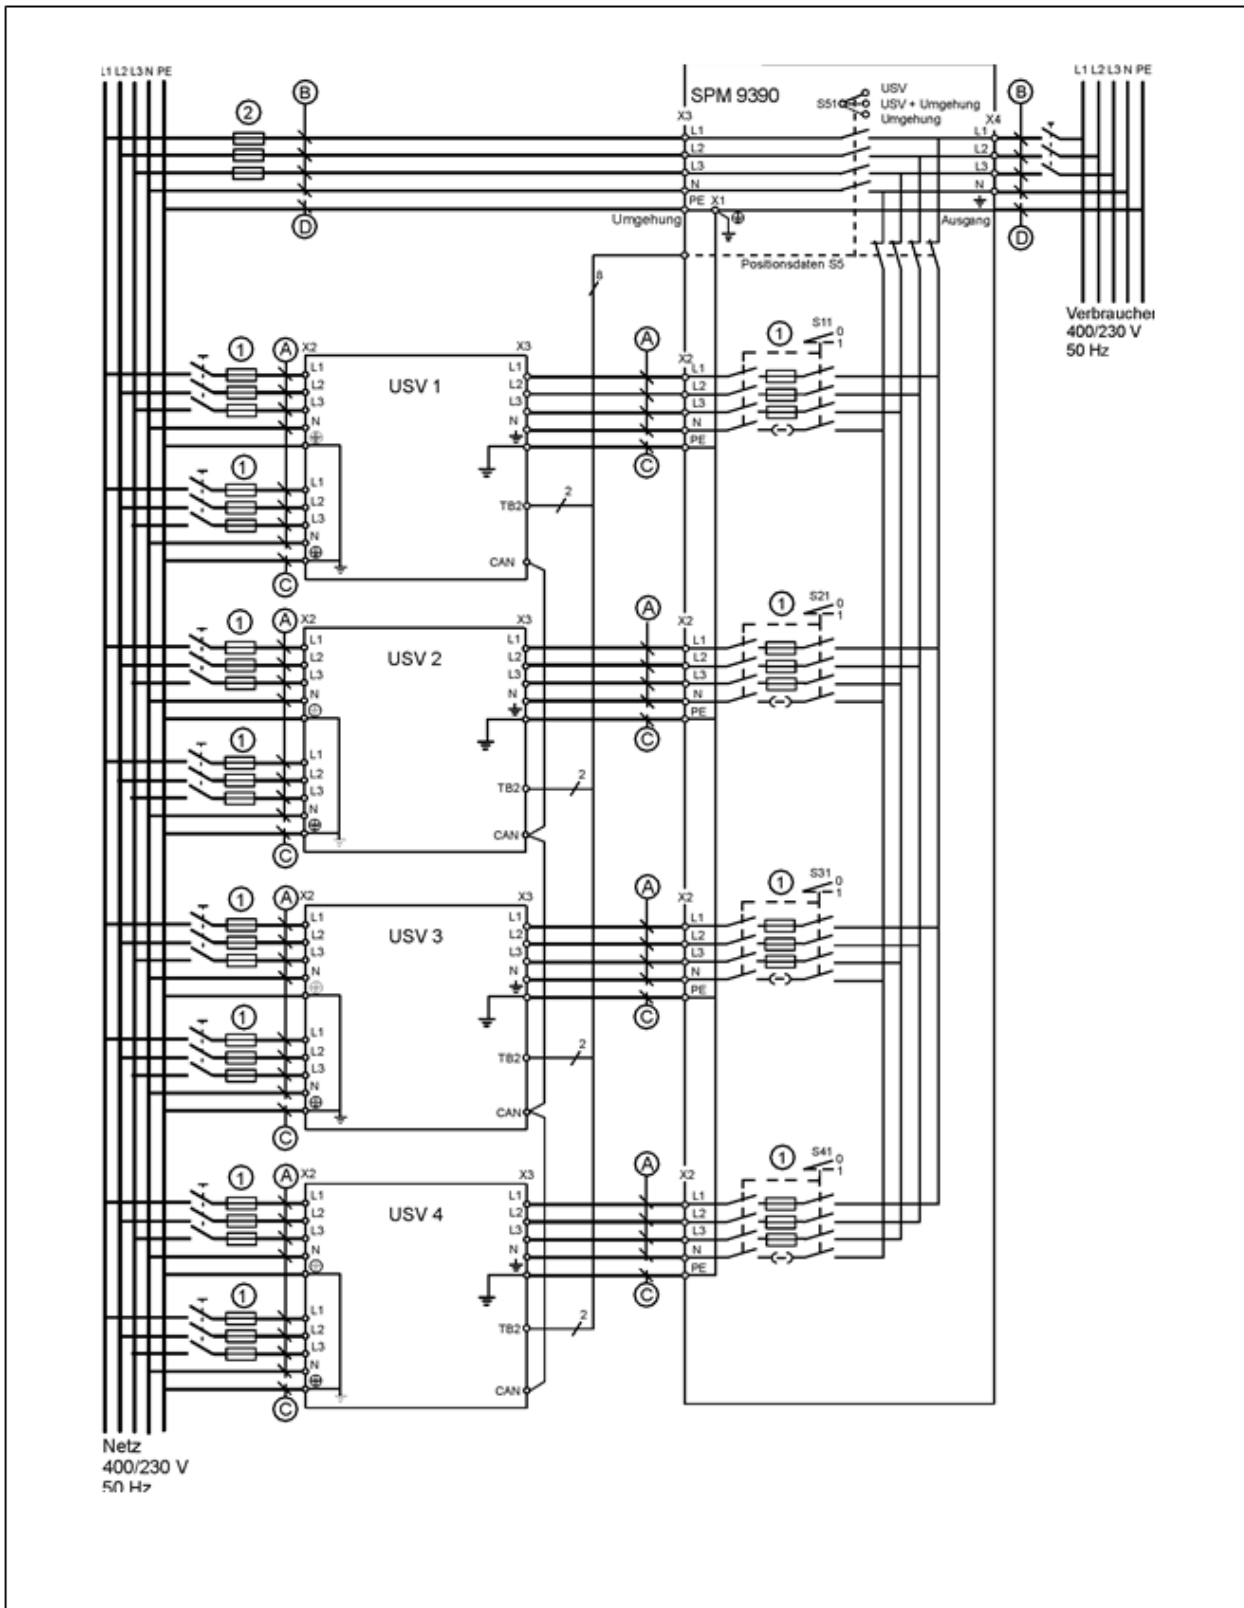 L1 L2 L3 N PE
2
B
SPM 9390
S51
USV
USV + Umgehung
Umgehung
B
L1 L2 L3 N PE
X3
X4
L1
L2
L3
N
PE
X1
L1
L2
L3
N
D
Umgehung
Ausgang
D
Positionsdaten S5
8
Verbraucher
400/230 V
50 Hz
1
A
X2
X3
A
1
S11
0
1
USV 1
L1
L2
L3
N
L1
L2
L3
N
X2
L1
L2
L3
N
PE
C
1
L1
L2
L3
N
TB2
2
CAN
C
1
A
X2
X3
A
1
S21
0
1
USV 2
L1
L2
L3
N
L1
L2
L3
N
X2
L1
L2
L3
N
PE
C
1
L1
L2
L3
N
TB2
2
CAN
C
1
A
X2
X3
A
1
S31
0
1
USV 3
L1
L2
L3
N
L1
L2
L3
N
X2
L1
L2
L3
N
PE
C
1
L1
L2
L3
N
TB2
2
CAN
C
1
A
X2
X3
A
1
S41
0
1
USV 4
L1
L2
L3
N
L1
L2
L3
N
X2
L1
L2
L3
N
PE
C
1
L1
L2
L3
N
TB2
2
CAN
C
Netz
400/230 V
50 Hz